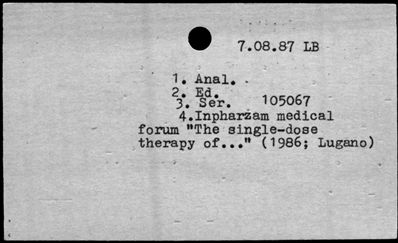 7.08.87 LB
1. Anal.
2. Ed.
3. Ser. 105067
4.Inpharzam medical
forum "The single-dose
therapy of..." (1986; Lugano)